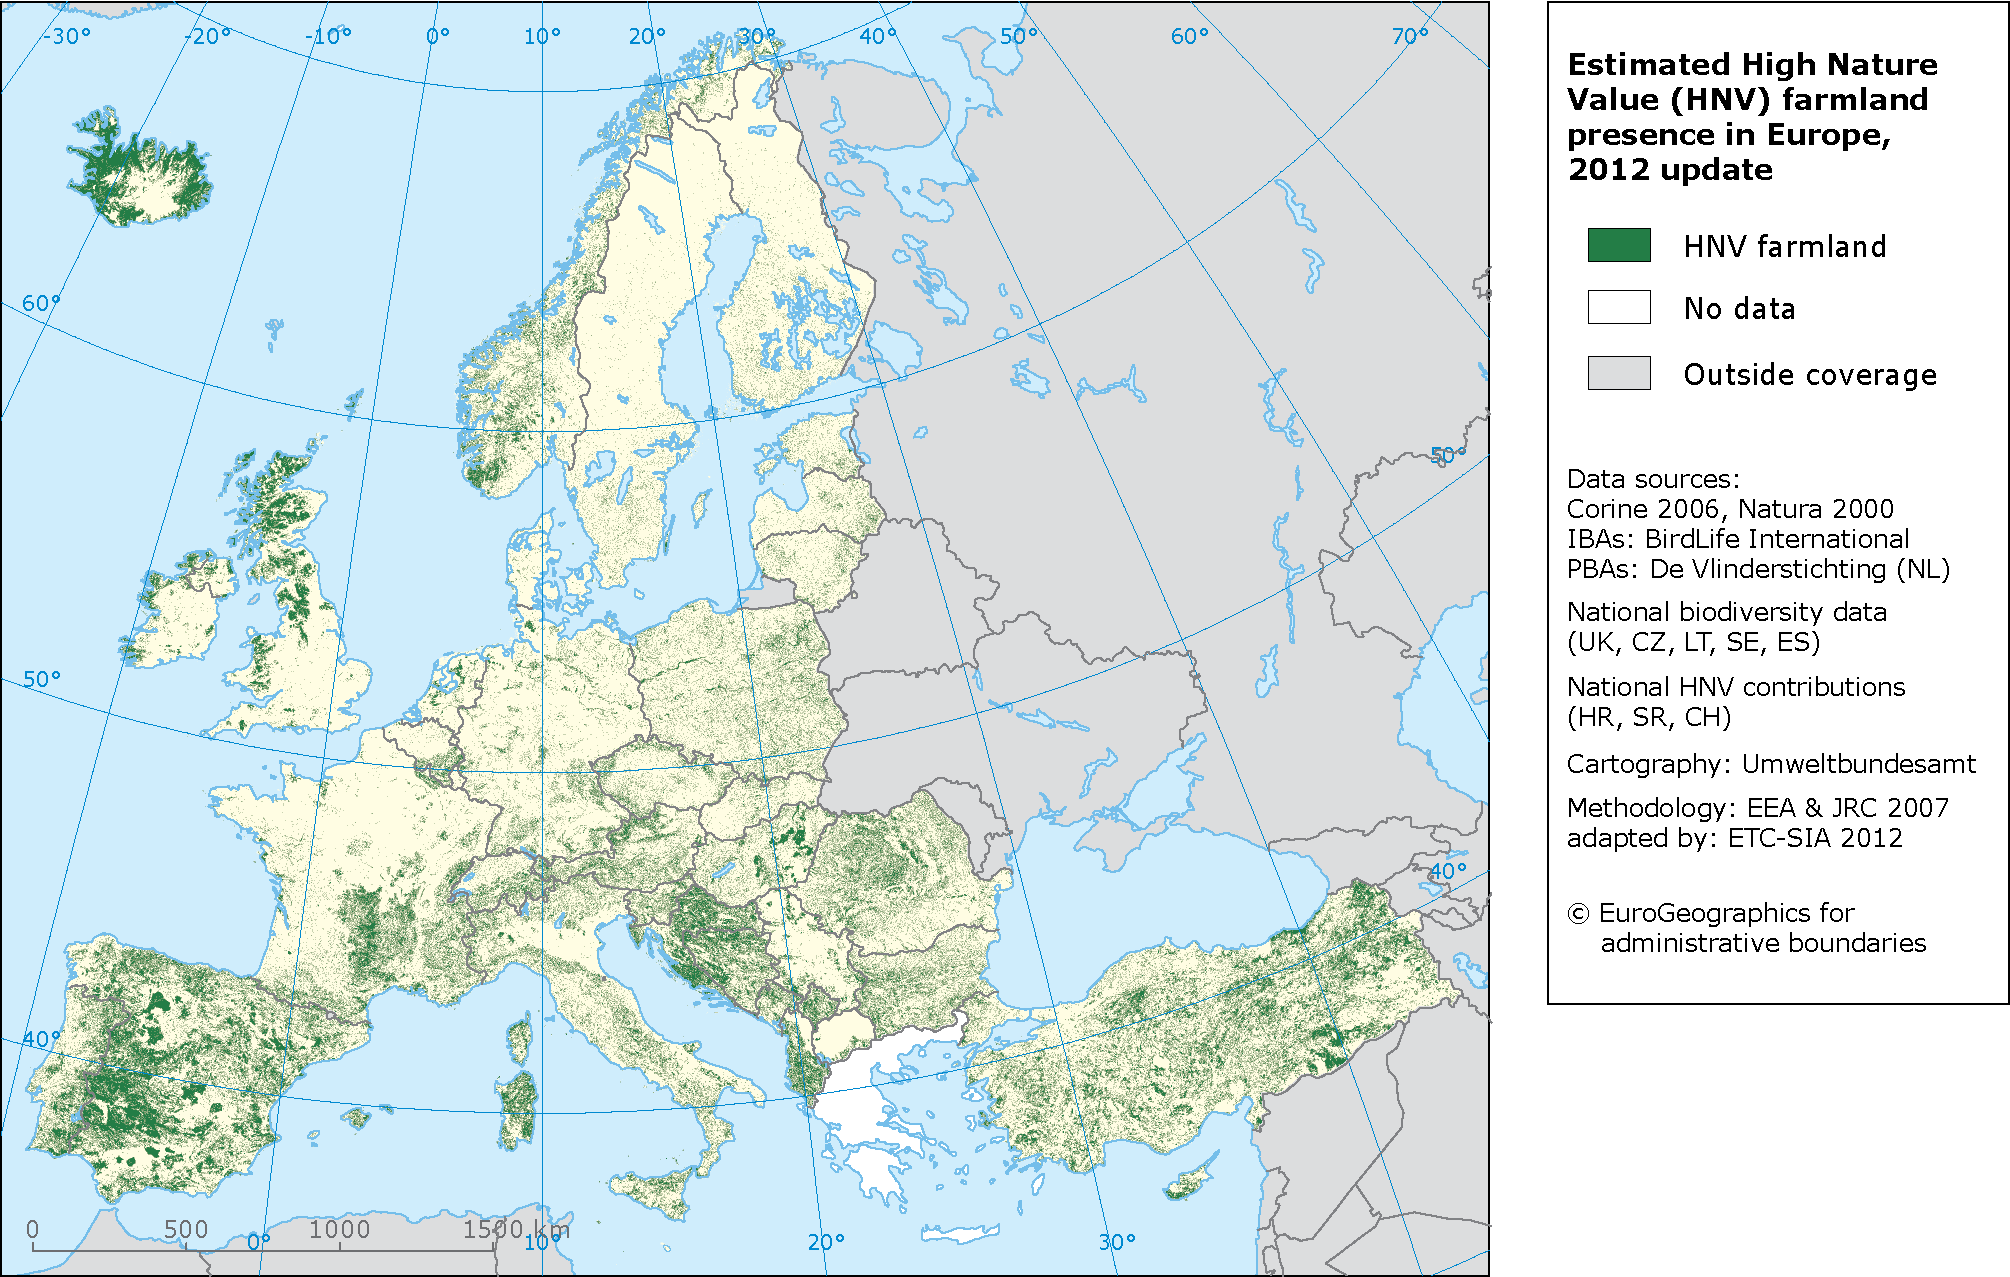 -30°
-20°
-10°
0°
10°
20°
30°
40°
50°
60°
70°
60°
50°
50°
40°
40°
0 500 1000 1500 km
0°
10°
20°
30°
Estimated High Nature
Value (HNV) farmland
presence in Europe,
2012 update
HNV farmland
No data
Outside coverage
Data sources:
Corine 2006, Natura 2000
IBAs: BirdLife International
PBAs: De Vlinderstichting (NL)
National biodiversity data
(UK, CZ, LT, SE, ES)
National HNV contributions
(HR, SR, CH)
Cartography: Umweltbundesamt
Methodology: EEA & JRC 2007
adapted by: ETC-SIA 2012
© EuroGeographics for
administrative boundaries